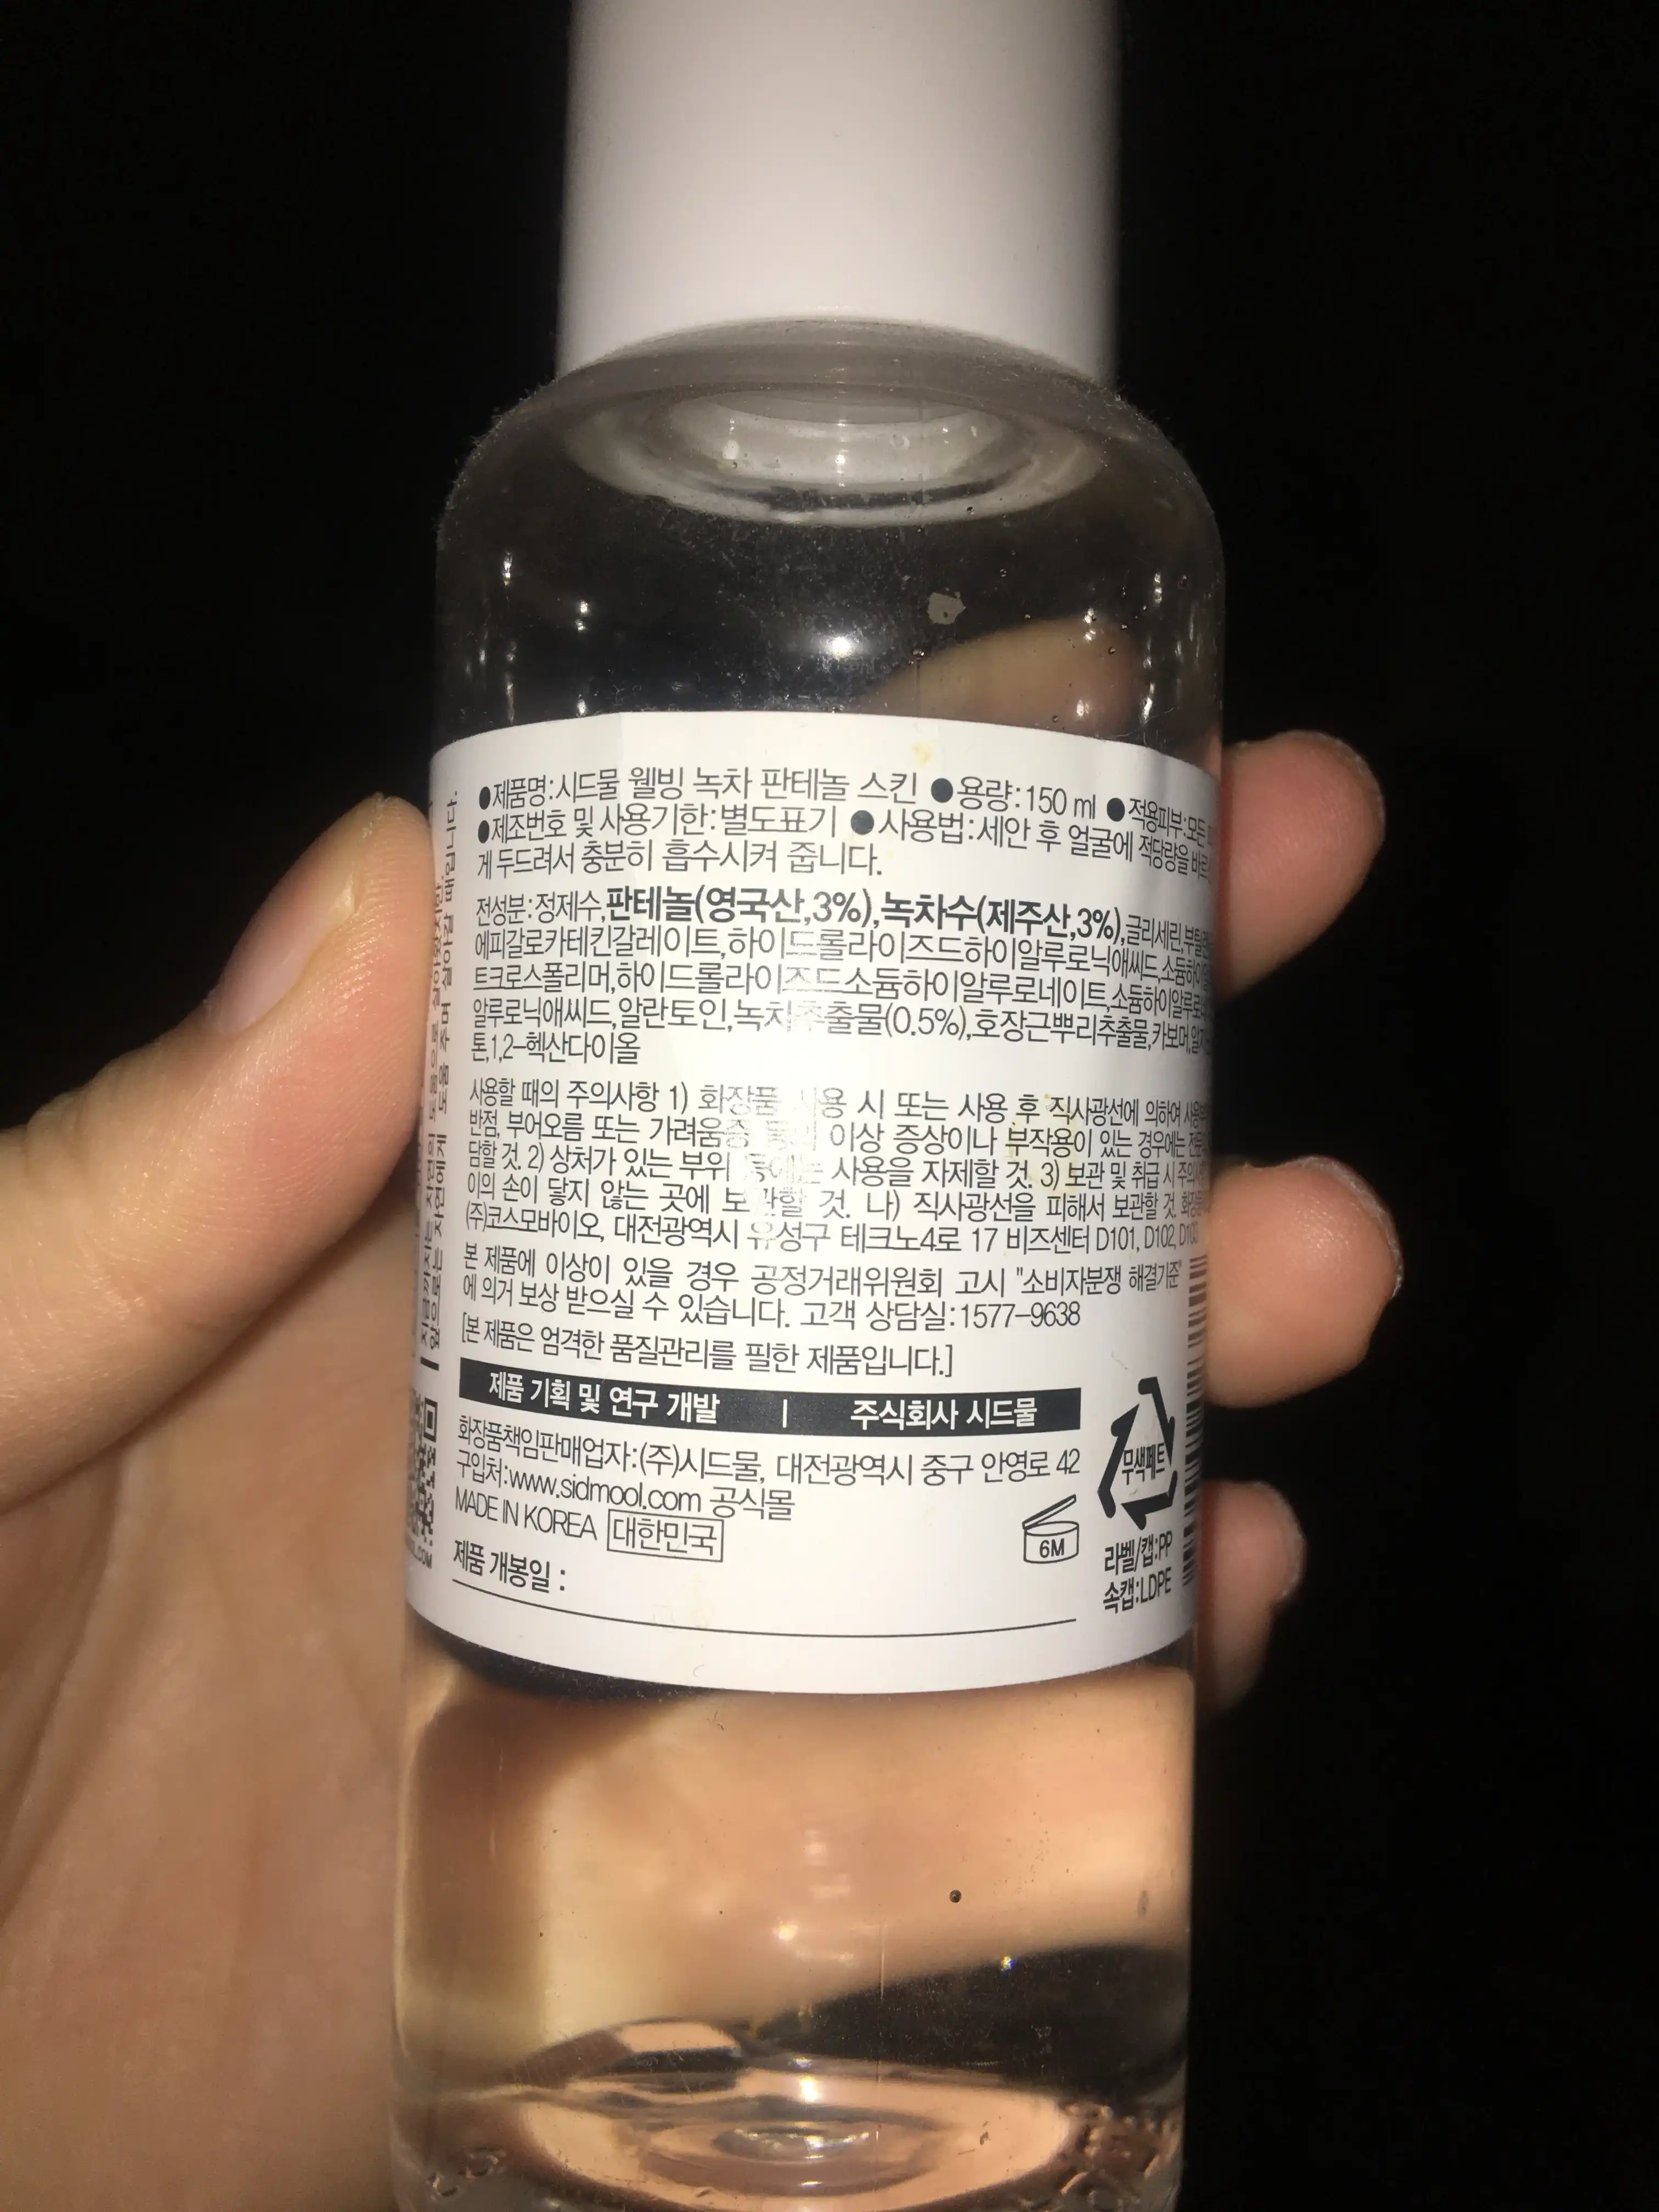 ●제품명:시드물 웰빙 녹차 판테놀 스킨 ●용량:150 ml ●적용피부:모든
●제조번호 및 사용기한:별도표기 ●사용법:세안 후 얼굴에 적당량을
게 두드려서 충분히 흡수시켜 줍니다.
전성분:정제수,판테놀(영국산,3%),녹차수(제주산,3%),글리세린,
에피갈로카테킨갈레이트,하이드롤라이즈드하이알루로닉애씨드,
트크로스폴리머,하이드롤라이즈드소듐하이알루로네이트,
알루로닉애씨드,알란토인,녹차추출물(0.5%),호장근뿌리추출물,카보머,
톤,1,2-헥산다이올
사용할 때의 주의사항 1) 화장품 사용 시 또는 사용 후 직사광선에 의하여
반점, 부어오름 또는 가려움증 등의 이상 증상이나 부작용이 있는 경우에는
담할 것. 2) 상처가 있는 부위 등에는 사용을 자제할 것. 3) 보관 및 취급 시
이의 손이 닿지 않는 곳에 보관할 것. 나) 직사광선을 피해서 보관할 것.
(주)코스모바이오, 대전광역시 유성구 테크노4로 17 비즈센터 D101, D102, D103
본 제품에 이상이 있을 경우 공정거래위원회 고시 "소비자분쟁 해결기준"
에 의거 보상 받으실 수 있습니다. 고객 상담실:1577-9638
[본 제품은 엄격한 품질관리를 필한 제품입니다.]
제품 기획 및 연구 개발 | 주식회사 시드물
화장품책임판매업자:(주)시드물, 대전광역시 중구 안영로 42
구입처:www.sidmool.com 공식몰
MADE IN KOREA 대한민국
제품 개봉일 :
6M
무색페트
라벨/캡:PP
속캡:LDPE